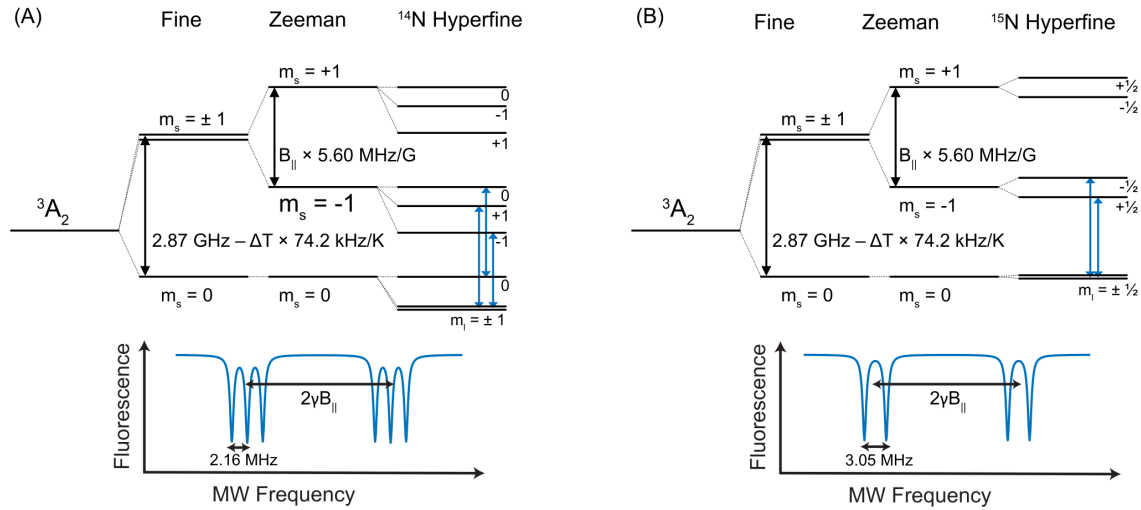 (A)
Fine
Zeeman
¹⁴N Hyperfine
mₛ = +1
0
-1
+1
mₛ = ± 1
B∥ × 5.60 MHz/G
³A₂
mₛ = -1
0
+1
-1
2.87 GHz – ΔT × 74.2 kHz/K
mₛ = 0
mₛ = 0
0
mᵢ = ± 1
Fluorescence
2γB∥
2.16 MHz
MW Frequency
(B)
Fine
Zeeman
¹⁵N Hyperfine
mₛ = +1
+½
-½
mₛ = ± 1
B∥ × 5.60 MHz/G
³A₂
mₛ = -1
-½
+½
2.87 GHz – ΔT × 74.2 kHz/K
mₛ = 0
mₛ = 0
mᵢ = ± ½
Fluorescence
2γB∥
3.05 MHz
MW Frequency